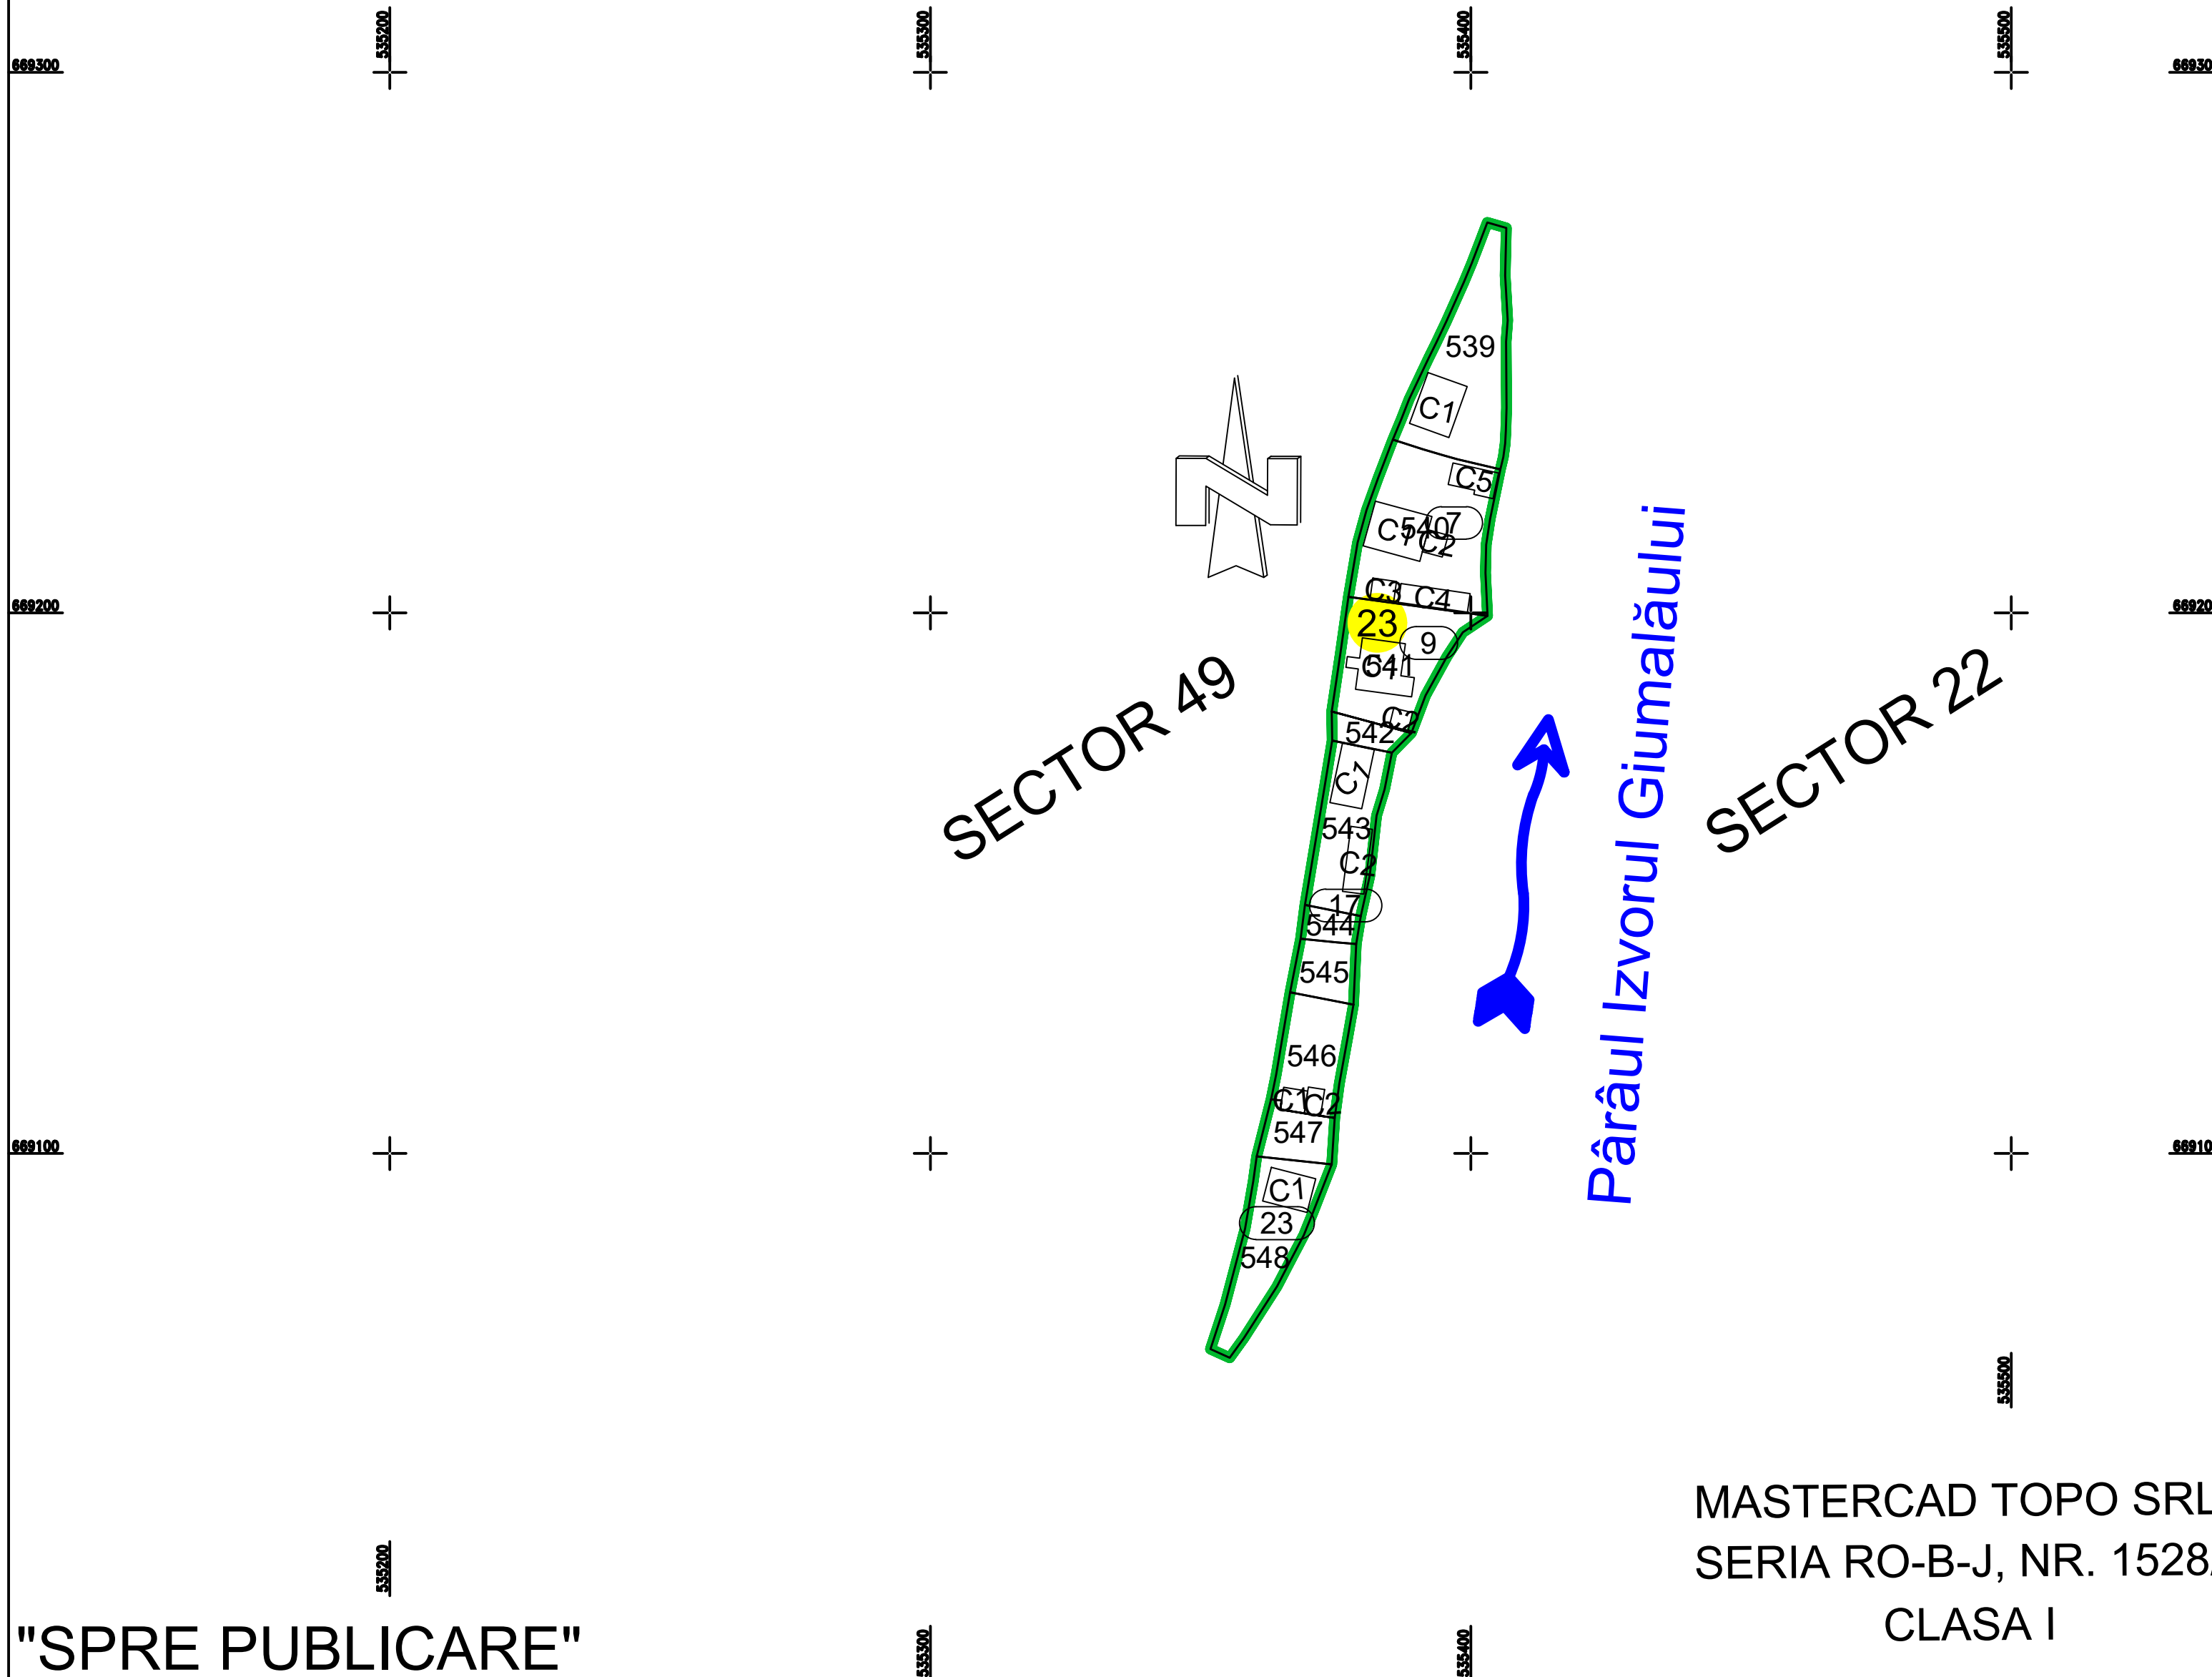 535200
535300
535400
535500
669300
66930
539
C1
C5
7
C1
540
C2
C3
C4
669200
66920
23
9
C1
541
C2
542
SECTOR 49
SECTOR 22
Pârâul Izvorul Giumalăului
C1
543
C2
17
544
545
546
C1
C2
547
669100
66910
C1
23
548
535500
MASTERCAD TOPO SRL
SERIA RO-B-J, NR. 1528
CLASA I
535200
535300
535400
"SPRE PUBLICARE"
N